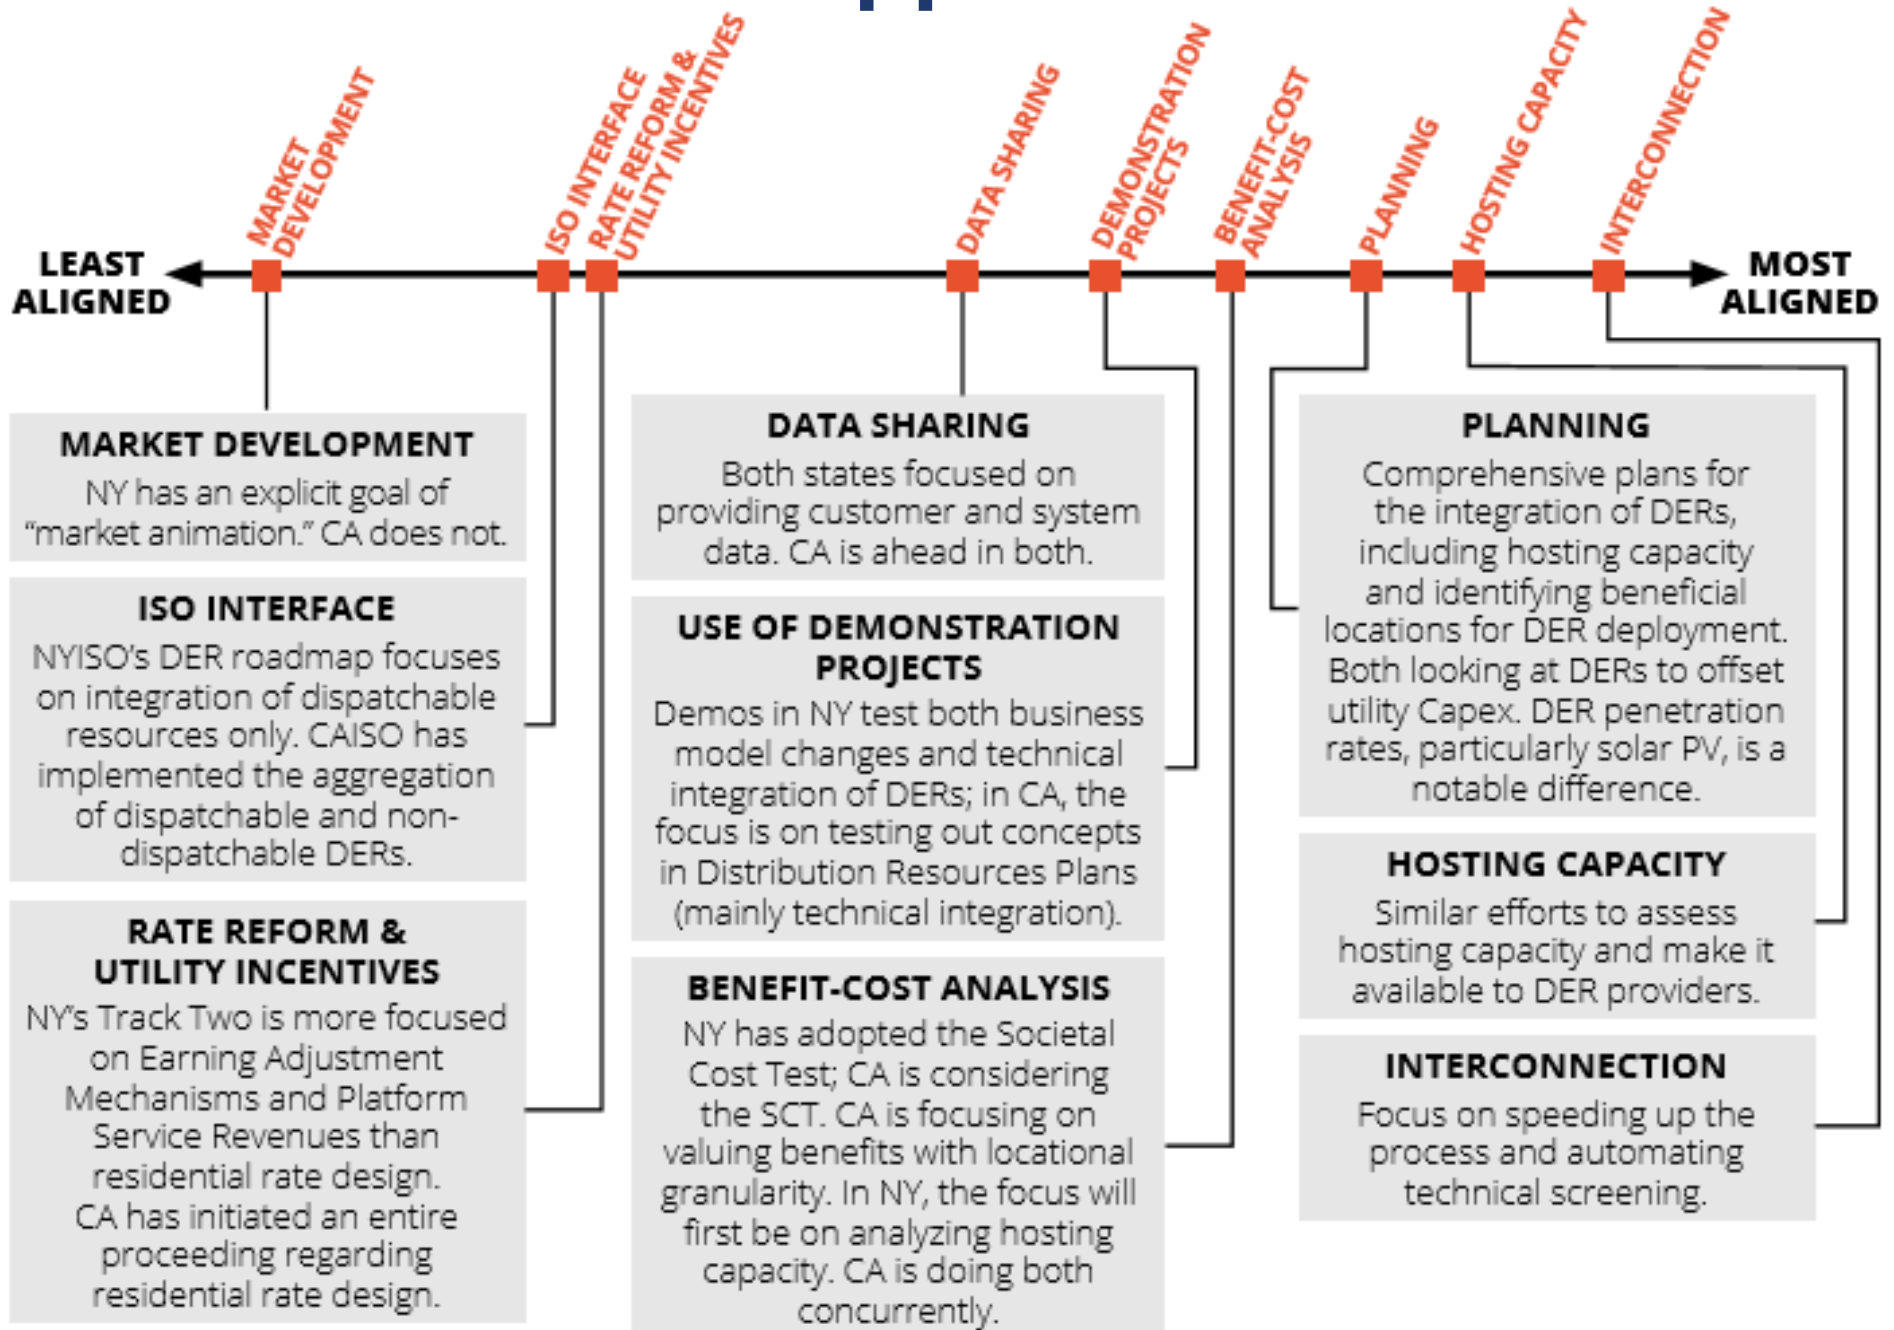 MARKET
DEVELOPMENT
ISO INTERFACE
RATE REFORM &
UTILITY INCENTIVES
DATA SHARING
DEMONSTRATION
PROJECTS
BENEFIT-COST
ANALYSIS
PLANNING
HOSTING CAPACITY
INTERCONNECTION
LEAST
ALIGNED
MOST
ALIGNED
MARKET DEVELOPMENT
NY has an explicit goal of
“market animation.” CA does not.
ISO INTERFACE
NYISO’s DER roadmap focuses
on integration of dispatchable
resources only. CAISO has
implemented the aggregation
of dispatchable and non-
dispatchable DERs.
RATE REFORM &
UTILITY INCENTIVES
NY’s Track Two is more focused
on Earning Adjustment
Mechanisms and Platform
Service Revenues than
residential rate design.
CA has initiated an entire
proceeding regarding
residential rate design.
DATA SHARING
Both states focused on
providing customer and system
data. CA is ahead in both.
USE OF DEMONSTRATION
PROJECTS
Demos in NY test both business
model changes and technical
integration of DERs; in CA, the
focus is on testing out concepts
in Distribution Resources Plans
(mainly technical integration).
BENEFIT-COST ANALYSIS
NY has adopted the Societal
Cost Test; CA is considering
the SCT. CA is focusing on
valuing benefits with locational
granularity. In NY, the focus will
first be on analyzing hosting
capacity. CA is doing both
concurrently.
PLANNING
Comprehensive plans for
the integration of DERs,
including hosting capacity
and identifying beneficial
locations for DER deployment.
Both looking at DERs to offset
utility Capex. DER penetration
rates, particularly solar PV, is a
notable difference.
HOSTING CAPACITY
Similar efforts to assess
hosting capacity and make it
available to DER providers.
INTERCONNECTION
Focus on speeding up the
process and automating
technical screening.